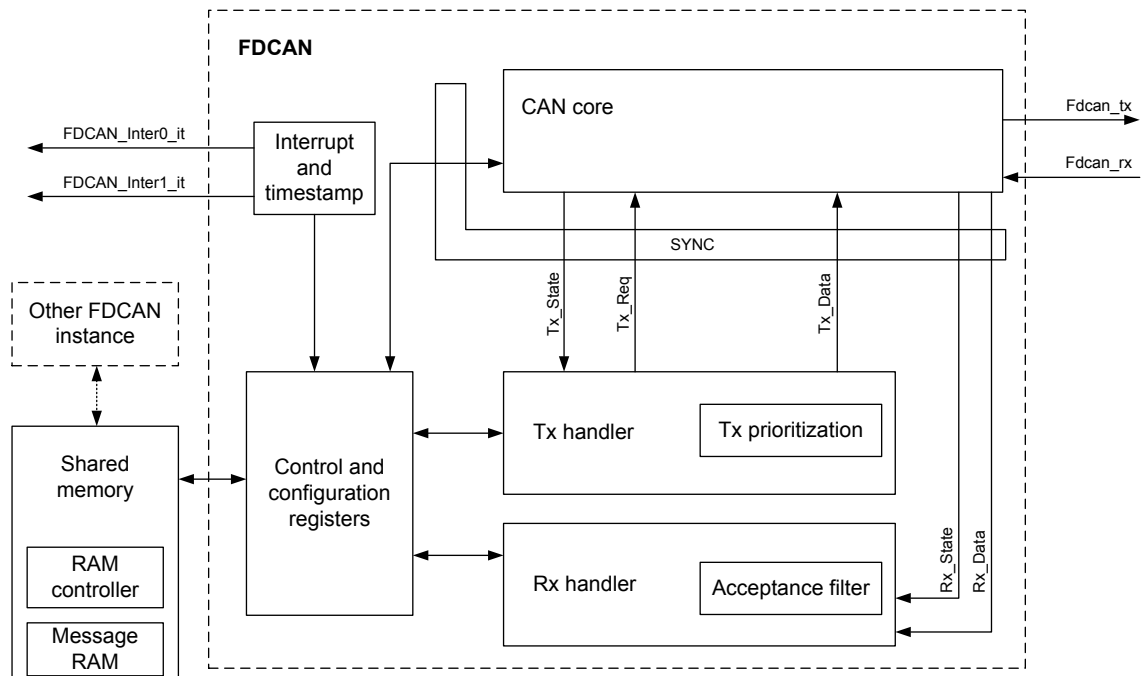 FDCAN
CAN core
Fdcan_tx
Fdcan_rx
FDCAN_Inter0_it
FDCAN_Inter1_it
Interrupt
and
timestamp
SYNC
Tx_State
Tx_Req
Tx_Data
Other FDCAN
instance
Tx handler
Tx prioritization
Shared
memory
Control and
configuration
registers
RAM
controller
Message
RAM
Rx handler
Acceptance filter
Rx_State
Rx_Data